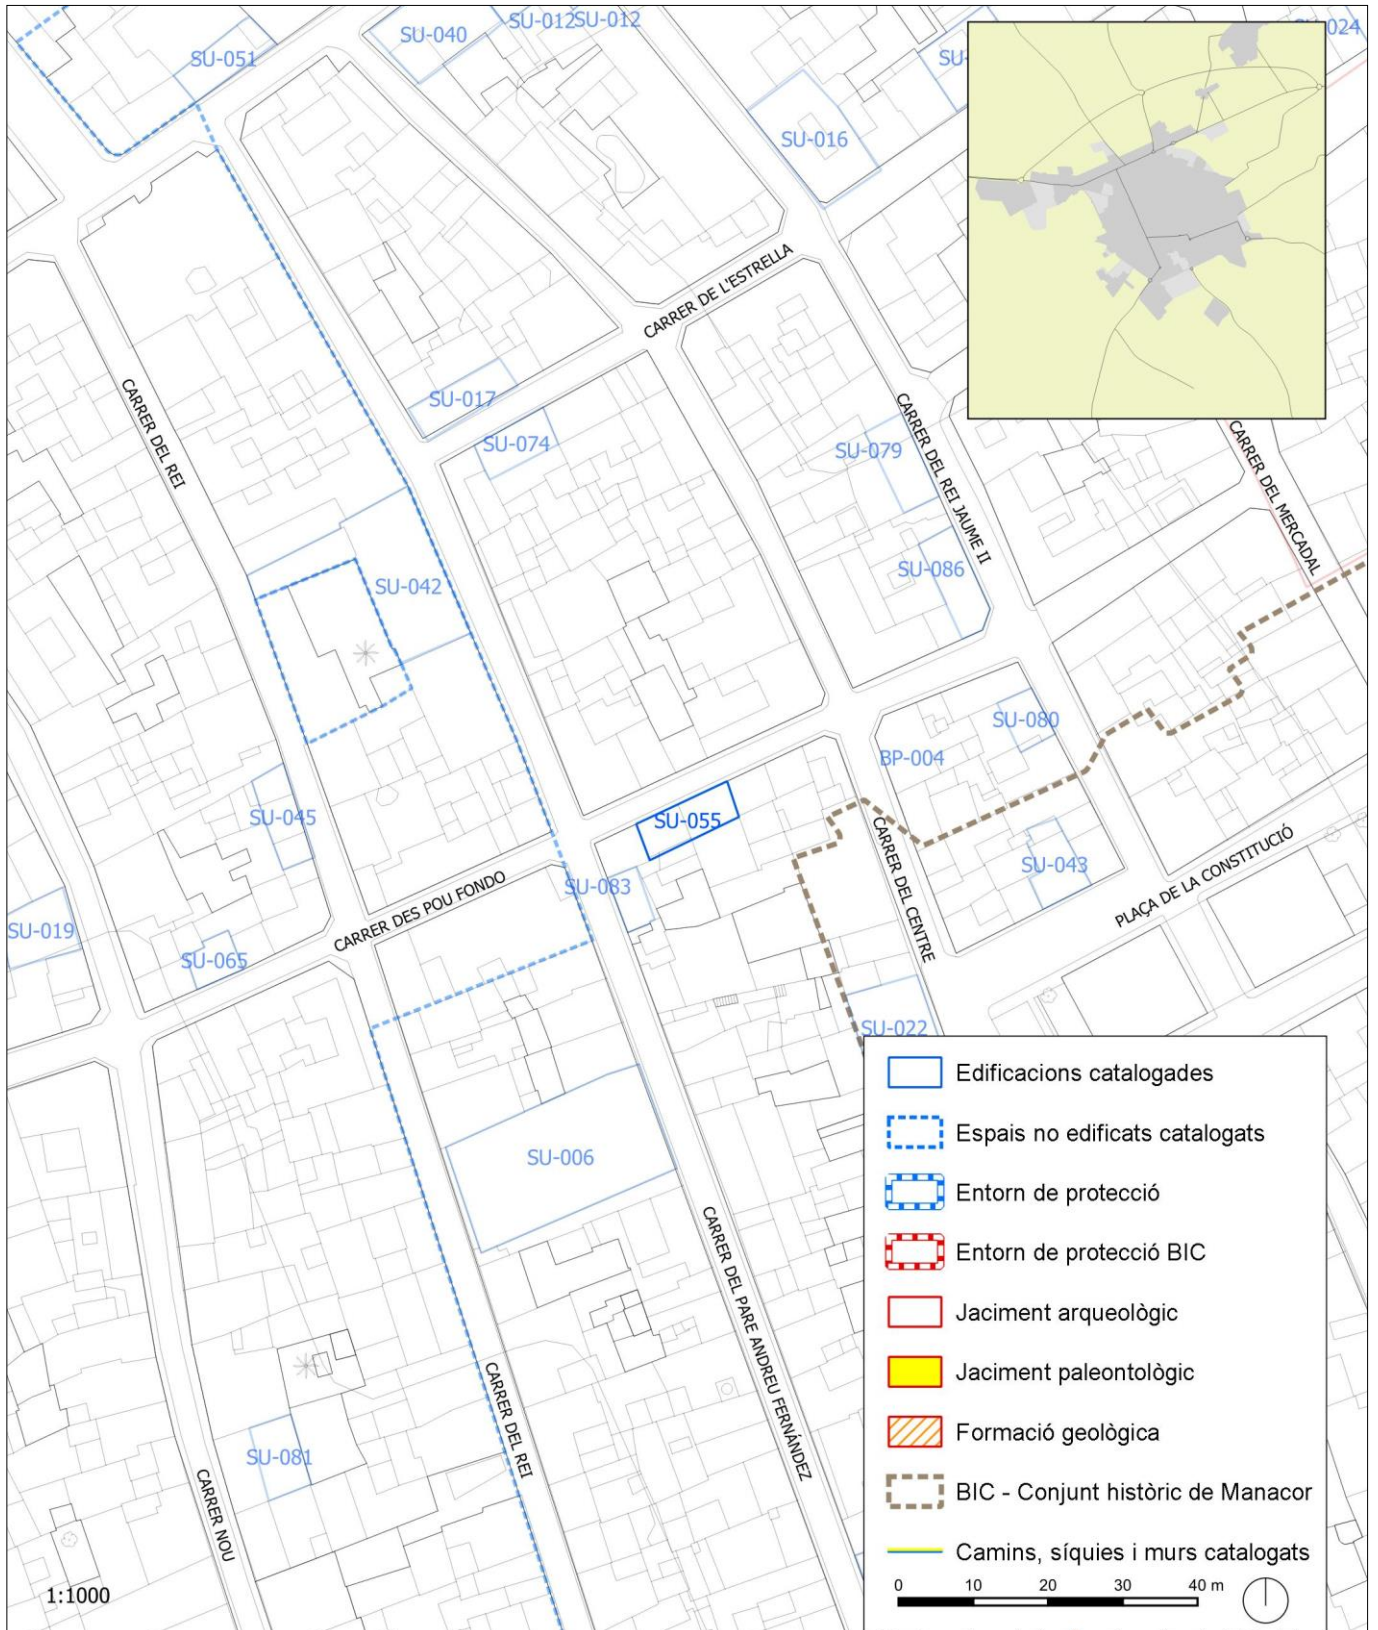 SU-051
SU-040
SU-012
SU-012
024
SU-016
CARRER DE L'ESTRELLA
CARRER DEL REI
SU-017
SU-074
SU-079
CARRER DEL REI JAUME II
CARRER DEL MERCADAL
SU-042
SU-086
SU-080
BP-004
SU-045
SU-055
CARRER DEL CENTRE
SU-043
PLAÇA DE LA CONSTITUCIÓ
SU-083
CARRER DES POU FONDO
SU-019
SU-065
SU-022
SU-006
CARRER DEL PARE ANDREU FERNÁNDEZ
CARRER DEL REI
SU-081
CARRER NOU
1:1000
Edificacions catalogades
Espais no edificats catalogats
Entorn de protecció
Entorn de protecció BIC
Jaciment arqueològic
Jaciment paleontològic
Formació geològica
BIC - Conjunt històric de Manacor
Camins, síquies i murs catalogats
0 10 20 30 40 m